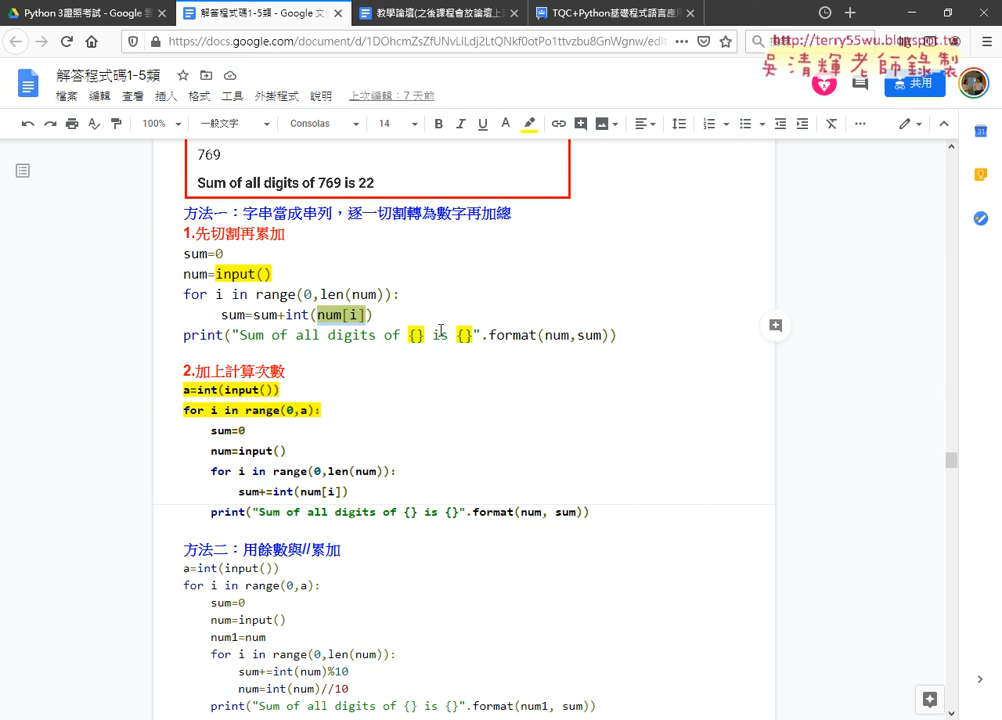 Python 3證照考試 - Google 雲
解答程式碼1-5類 - Google 文
教學論壇(之後課程會放論壇上
TQC+Python基礎程式語言應
https://docs.google.com/document/d/1DOhcmZsZfUNvLiLdj2LtQNkf0otPo1ttvzbu8GnWgnw/edi
http://terry55wu.blogspot.tw
吳清輝老師錄製
解答程式碼1-5類
檔案 編輯 查看 插入 格式 工具 外掛程式 說明 上次編輯：7 天前
共用
100% 一般文字 Consolas 14 B I U A
769
Sum of all digits of 769 is 22
方法一：字串當成串列，逐一切割轉為數字再加總
1.先切割再累加
sum=0
num=input()
for i in range(0,len(num)):
sum=sum+int(num[i])
print("Sum of all digits of {} is {}".format(num,sum))
2.加上計算次數
a=int(input())
for i in range(0,a):
sum=0
num=input()
for i in range(0,len(num)):
sum+=int(num[i])
print("Sum of all digits of {} is {}".format(num, sum))
方法二：用餘數與//累加
a=int(input())
for i in range(0,a):
sum=0
num=input()
num1=num
for i in range(0,len(num)):
sum+=int(num)%10
num=int(num)//10
print("Sum of all digits of {} is {}".format(num1, sum))